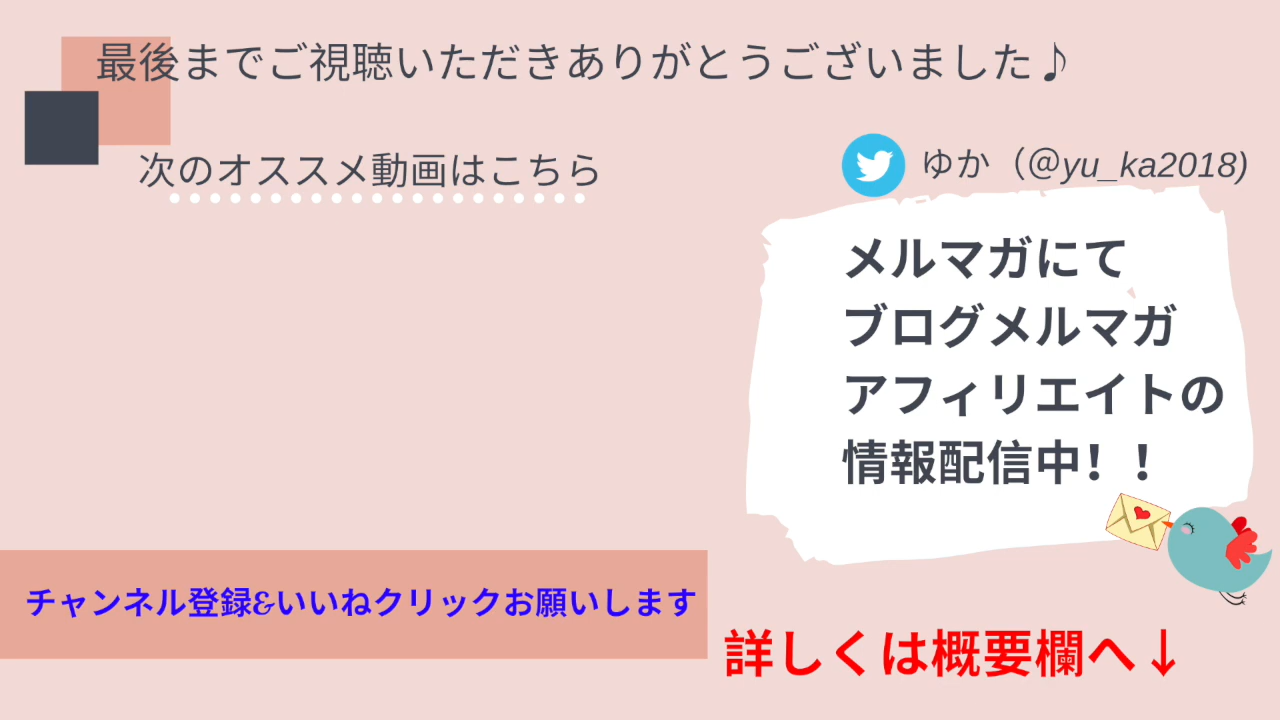 最後までご視聴いただきありがとうございました♪
次のオススメ動画はこちら
ゆか（@yu_ka2018)
メルマガにて
ブログメルマガ
アフィリエイトの
情報配信中！！
チャンネル登録&いいねクリックお願いします
詳しくは概要欄へ↓